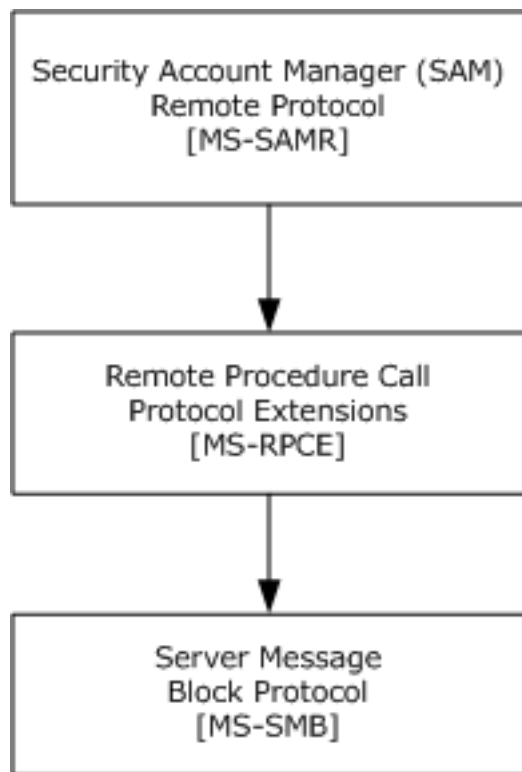 Security Account Manager (SAM)
Remote Protocol
[MS-SAMR]
Remote Procedure Call
Protocol Extensions
[MS-RPCE]
Server Message
Block Protocol
[MS-SMB]